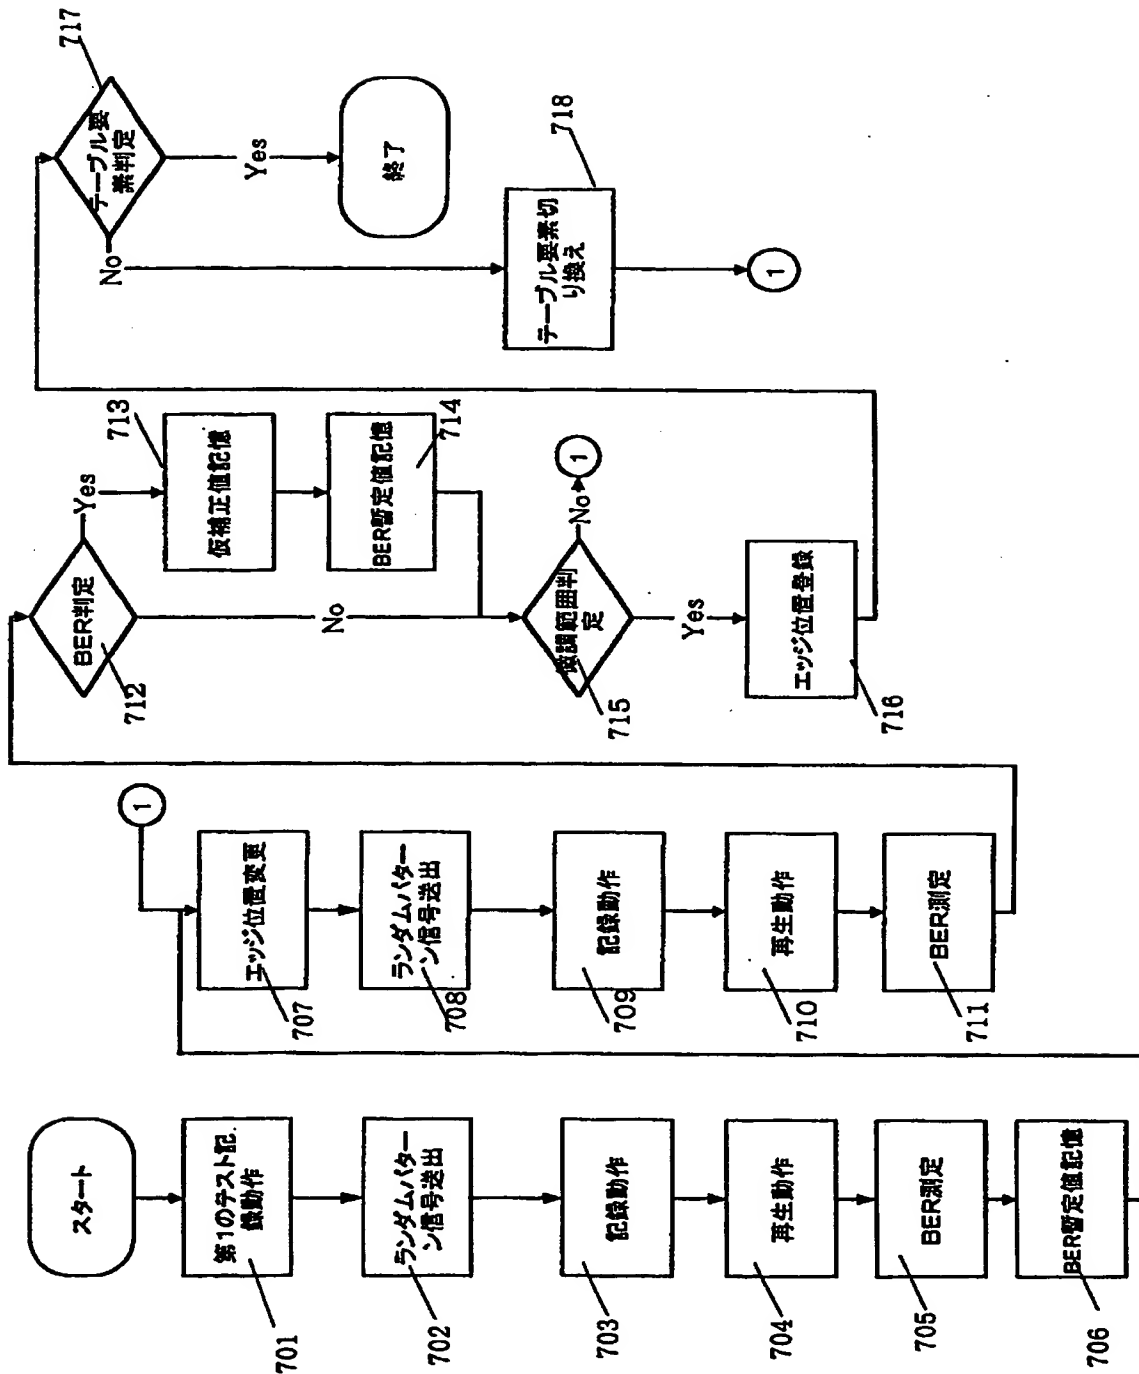 スタート
第1のテスト記
録動作
701
ランダムパター
ン信号送出
702
記録動作
703
再生動作
704
BER測定
705
BER暫定値記憶
706
1
エッジ位置変更
707
ランダムパター
ン信号送出
708
記録動作
709
再生動作
710
BER測定
711
BER判定
712
Yes
No
仮補正値記憶
713
BER暫定値記憶
714
微調範囲判
定
715
No
1
Yes
エッジ位置登録
716
テーブル要
素判定
717
Yes
No
終了
テーブル要素切
り換え
718
1